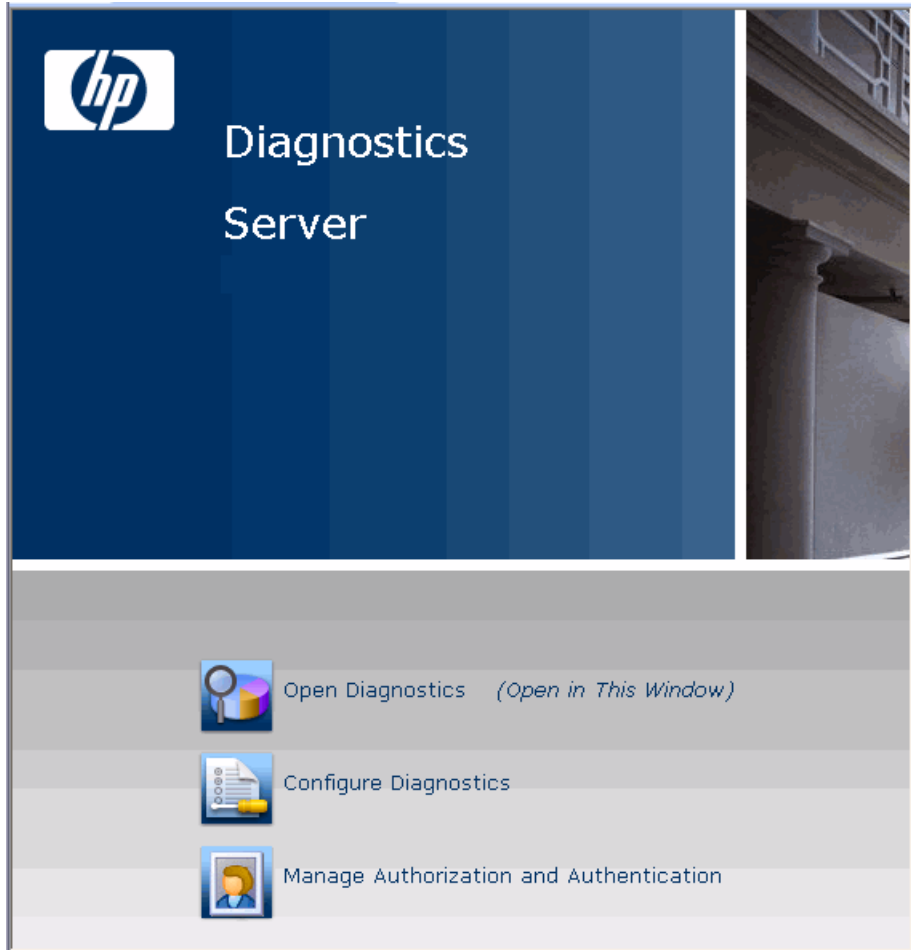 hp
Diagnostics
Server
Open Diagnostics (Open in This Window)
Configure Diagnostics
Manage Authorization and Authentication